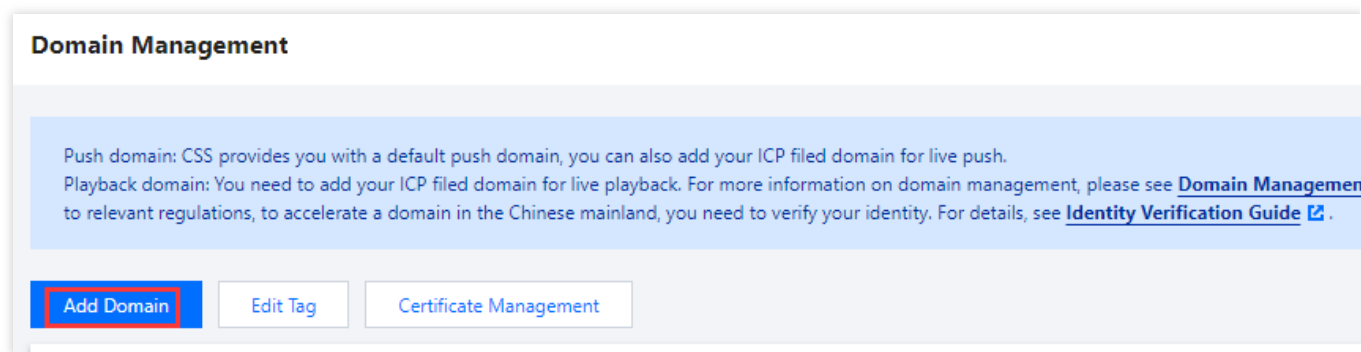 Domain Management
Push domain: CSS provides you with a default push domain, you can also add your ICP filed domain for live push.
Playback domain: You need to add your ICP filed domain for live playback. For more information on domain management, please see Domain Managemen
to relevant regulations, to accelerate a domain in the Chinese mainland, you need to verify your identity. For details, see Identity Verification Guide .
Add Domain Edit Tag Certificate Management